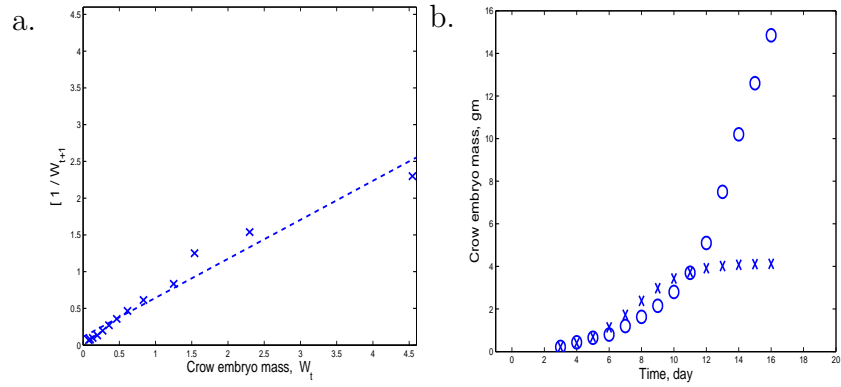 a.
4.5
4
3.5
3
2.5
2
1.5
1
0.5
0
[ 1 / W_{t+1}
0 0.5 1 1.5 2 2.5 3 3.5 4 4.5
Crow embryo mass, W_t
b.
16
14
12
10
8
6
4
2
0
Crow embryo mass, gm
0 2 4 6 8 10 12 14 16 18 20
Time, day